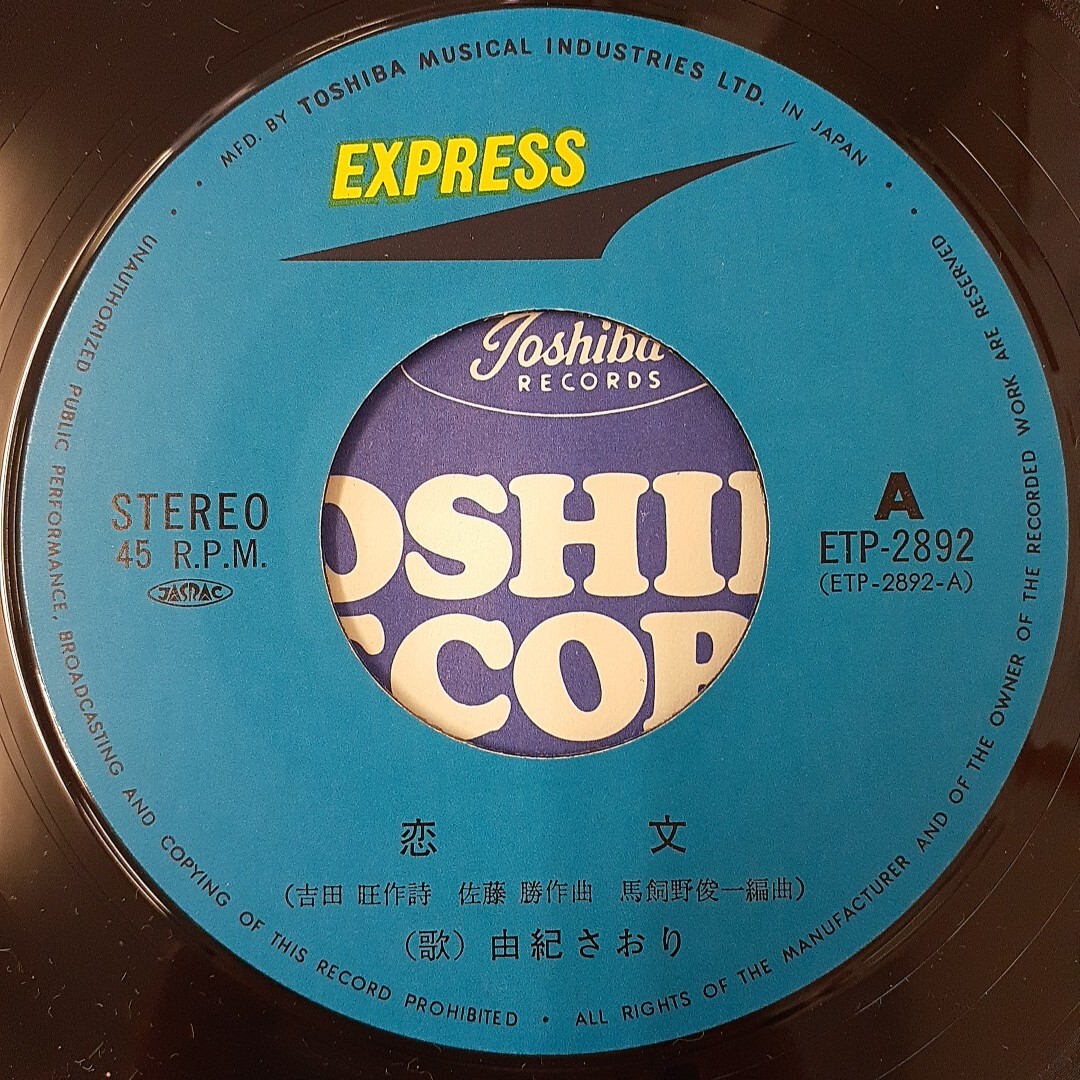 MFD. BY TOSHIBA MUSICAL INDUSTRIES LTD. IN JAPAN
EXPRESS
Toshiba
RECORDS
OSHI
COR
STEREO
45 R.P.M.
JASRAC
A
ETP-2892
(ETP-2892-A)
恋 文
(吉田 旺作詩 佐藤 勝作曲 馬飼野俊一編曲)
(歌) 由紀さおり
UNAUTHORIZED PUBLIC PERFORMANCE, BROADCASTING AND COPYING OF THIS RECORD PROHIBITED • ALL RIGHTS OF THE MANUFACTURER AND OF THE OWNER OF THE RECORDED WORK ARE RESERVED